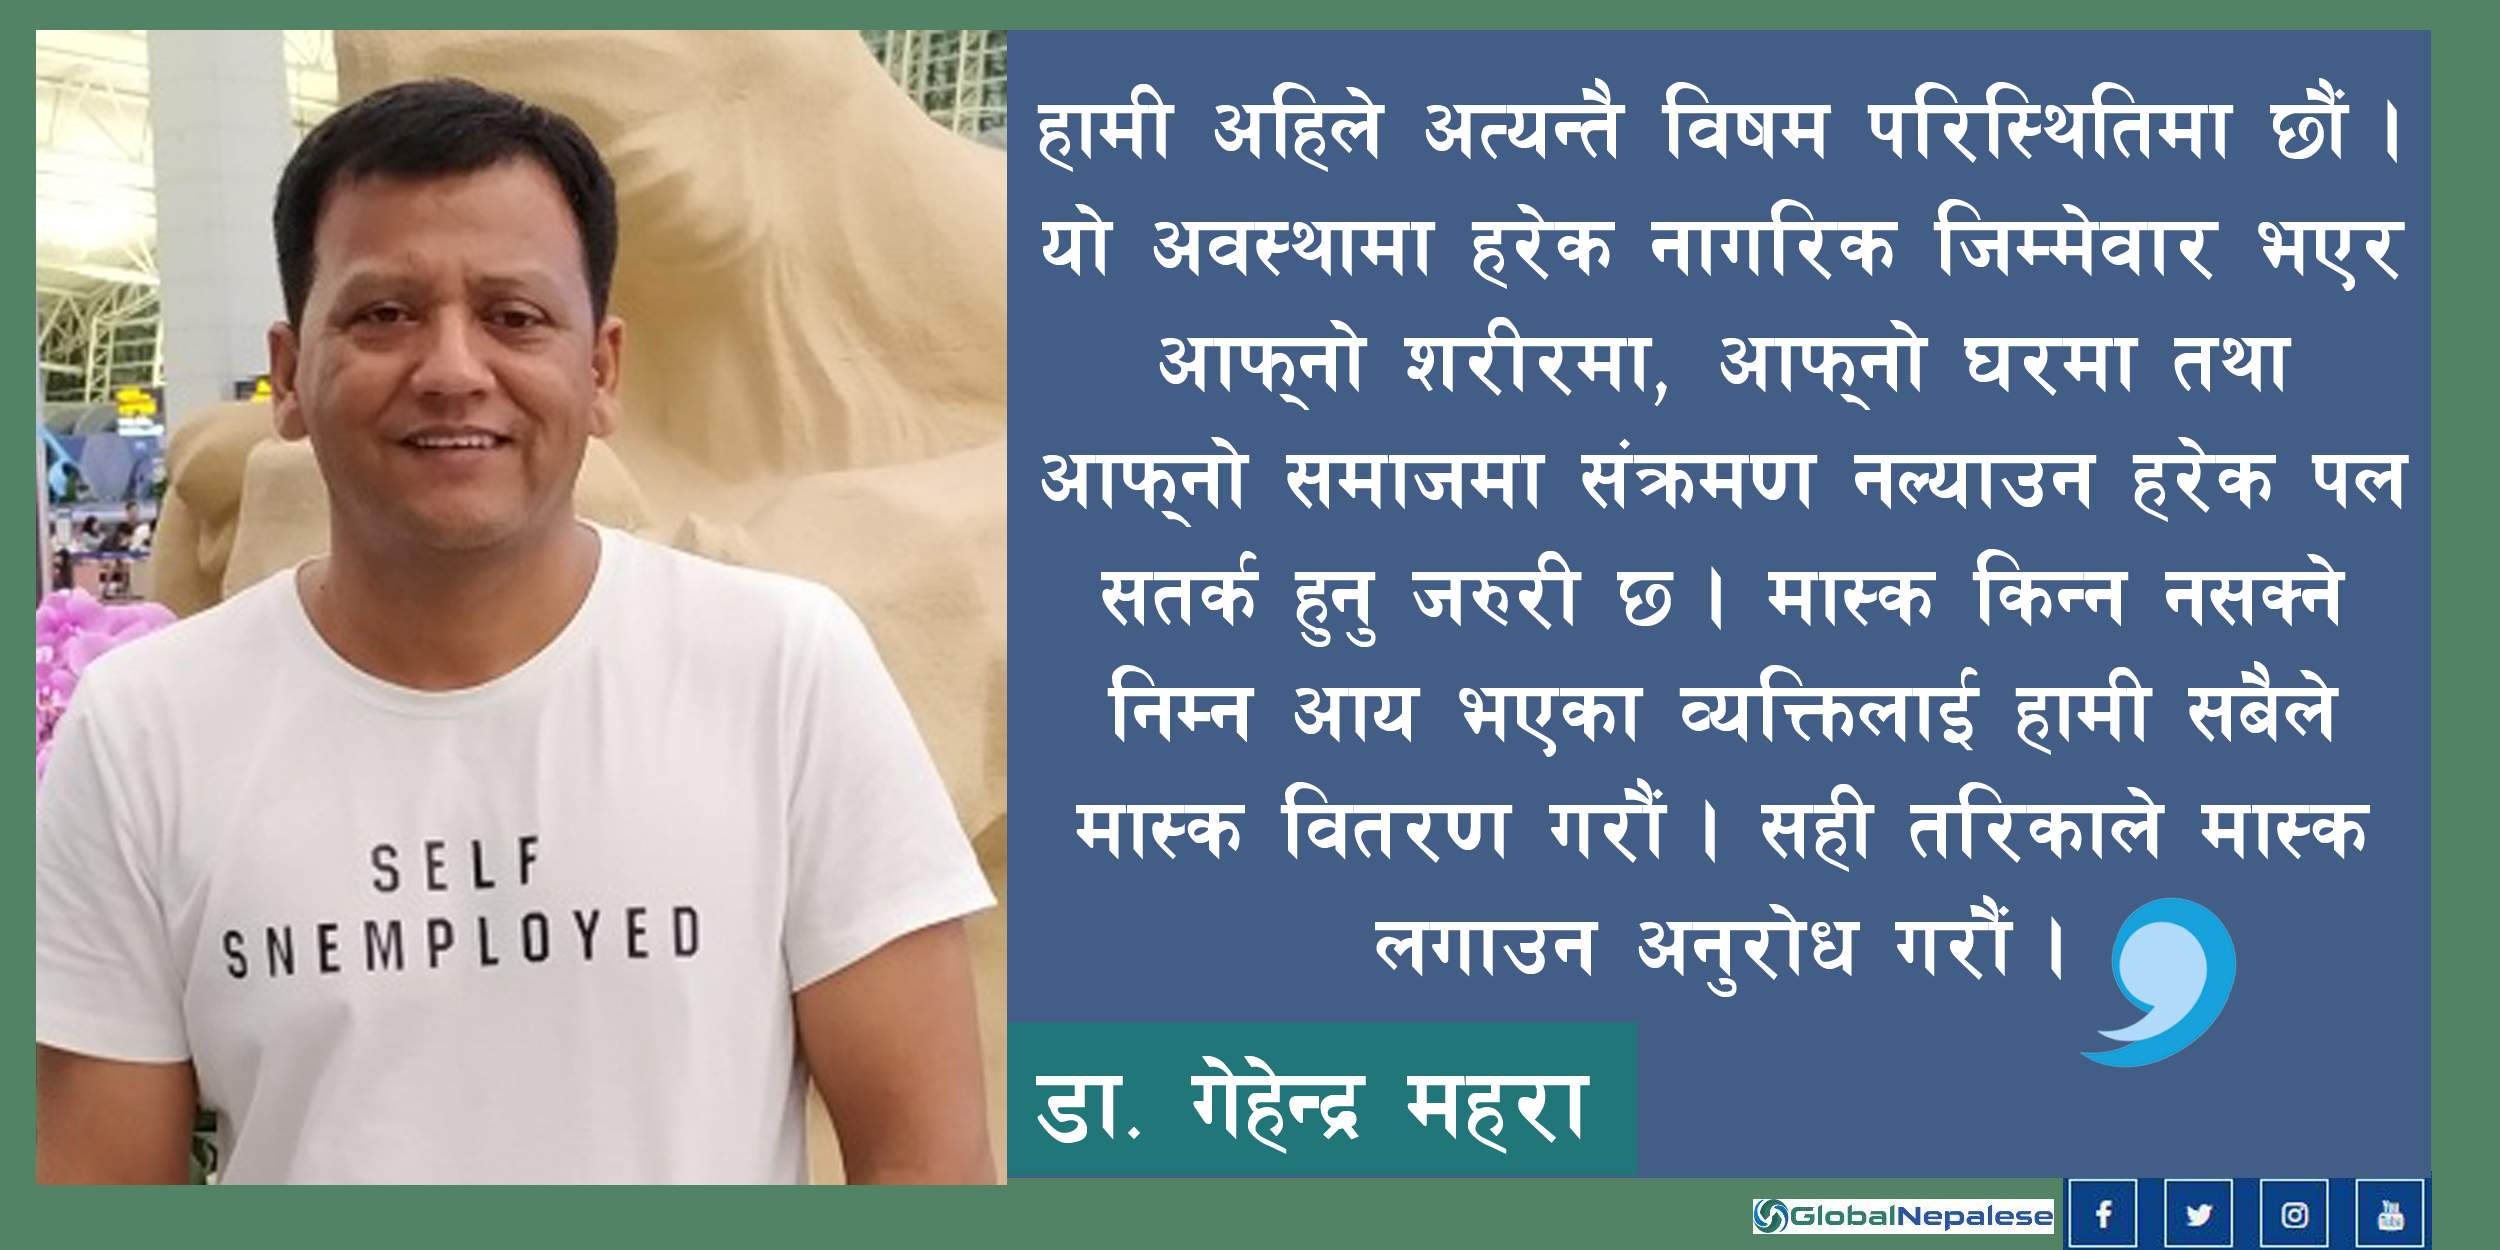 हामी अहिले अत्यन्तै विषम परिस्थितिमा छौं ।
यो अवस्थामा हरेक नागरिक जिम्मेवार भएर
आफ्नो शरीरमा, आफ्नो घरमा तथा
आफ्नो समाजमा संक्रमण नल्याउन हरेक पल
सतर्क हुनु जरुरी छ । मास्क किन्न नसक्ने
निम्न आय भएका व्यक्तिलाई हामी सबैले
मास्क वितरण गरौं । सही तरिकाले मास्क
लगाउन अनुरोध गरौं ।
डा. गेहेन्द्र महरा
SELF
SNEMPLOYED
GlobalNepalese
You Tube